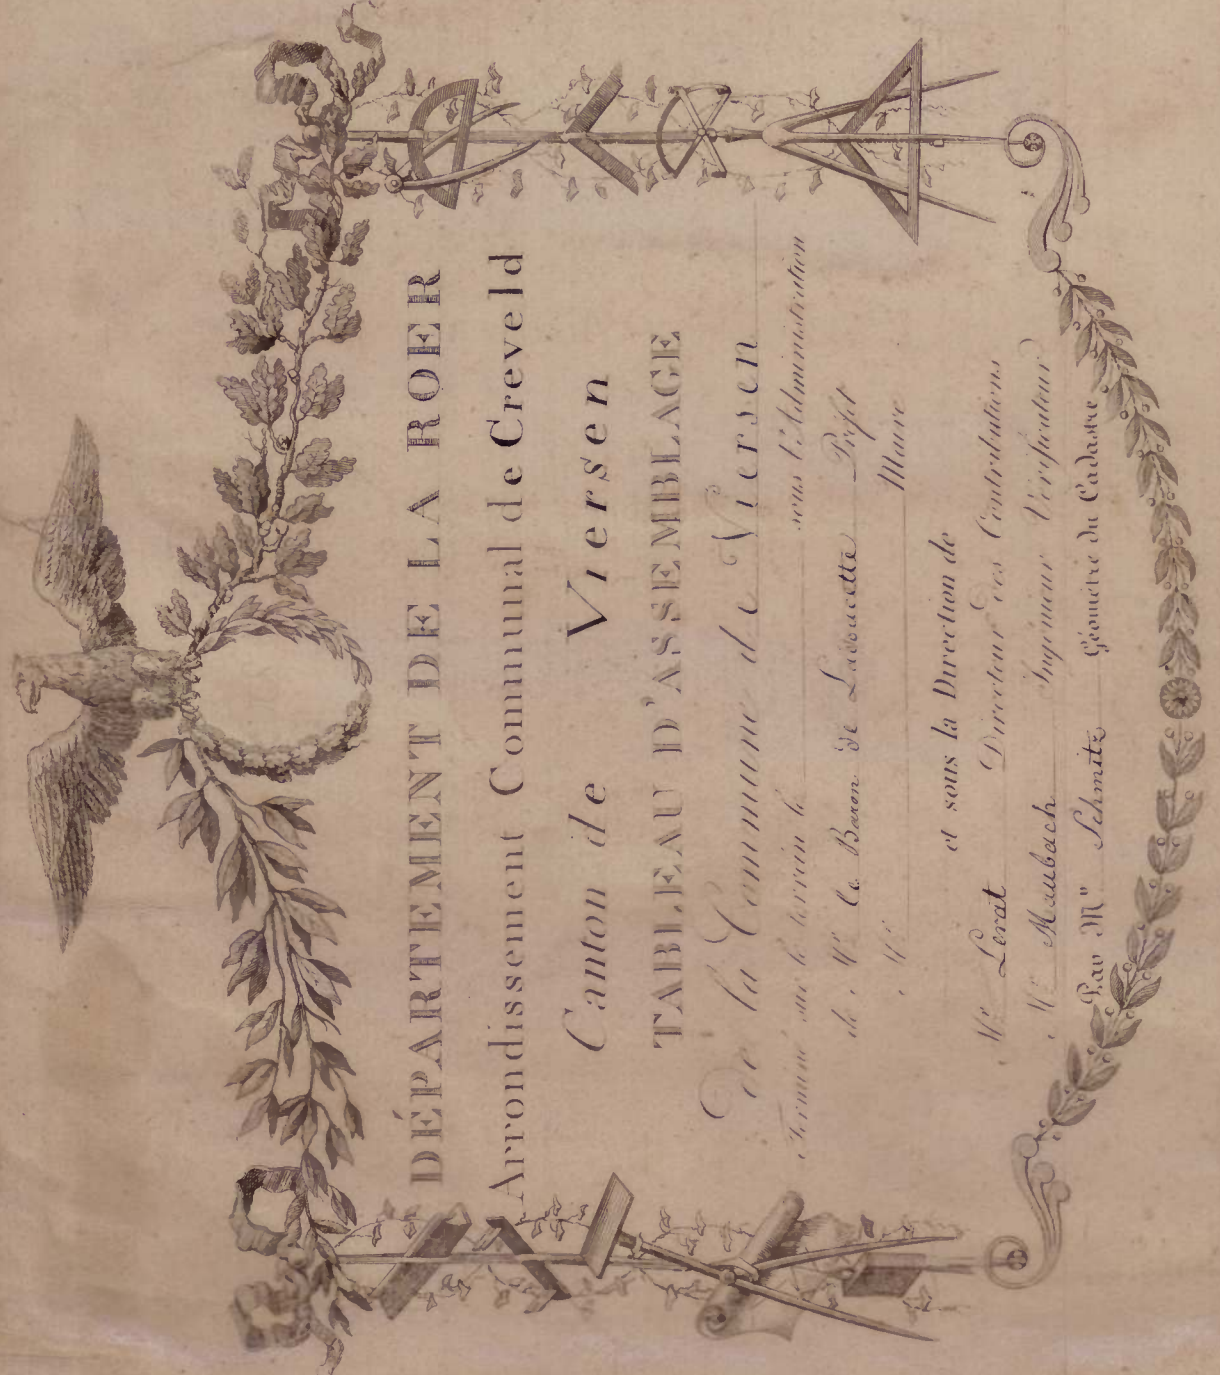 DÉPARTEMENT DE LA ROER
Arrondissement Communal de Creveld
Canton de Viersen
TABLEAU D'ASSEMBLAGE
de la Commune de Viersen
Terminé sur le terrein le sous l'Administration
de Mr. le Baron de Ladoucette Préfet
Mr. Maire
et sous la Direction de
Mr. Lerat Directeur des Contributions
Mr. Maubach Ingénieur Vérificateur
Par Mr. Schmitz Géomètre du Cadastre